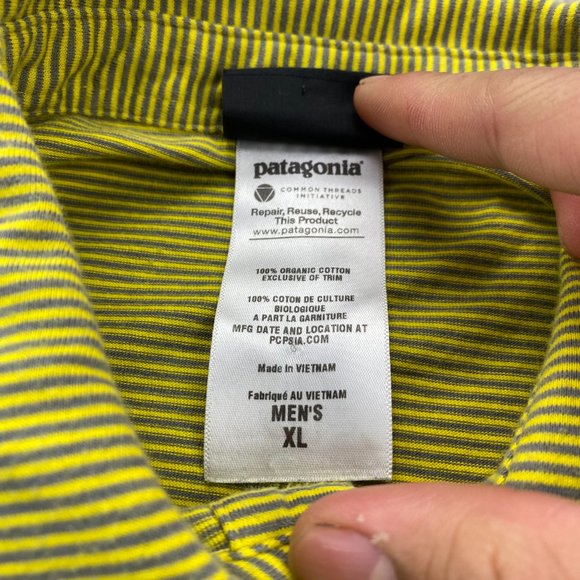 patagonia®
COMMON THREADS
INITIATIVE
Repair, Reuse, Recycle
This Product
www.patagonia.com
100% ORGANIC COTTON
EXCLUSIVE OF TRIM
100% COTON DE CULTURE
BIOLOGIQUE
A PART LA GARNITURE
MFG DATE AND LOCATION AT
PCPSIA.COM
Made in VIETNAM
Fabriqué AU VIETNAM
MEN'S
XL